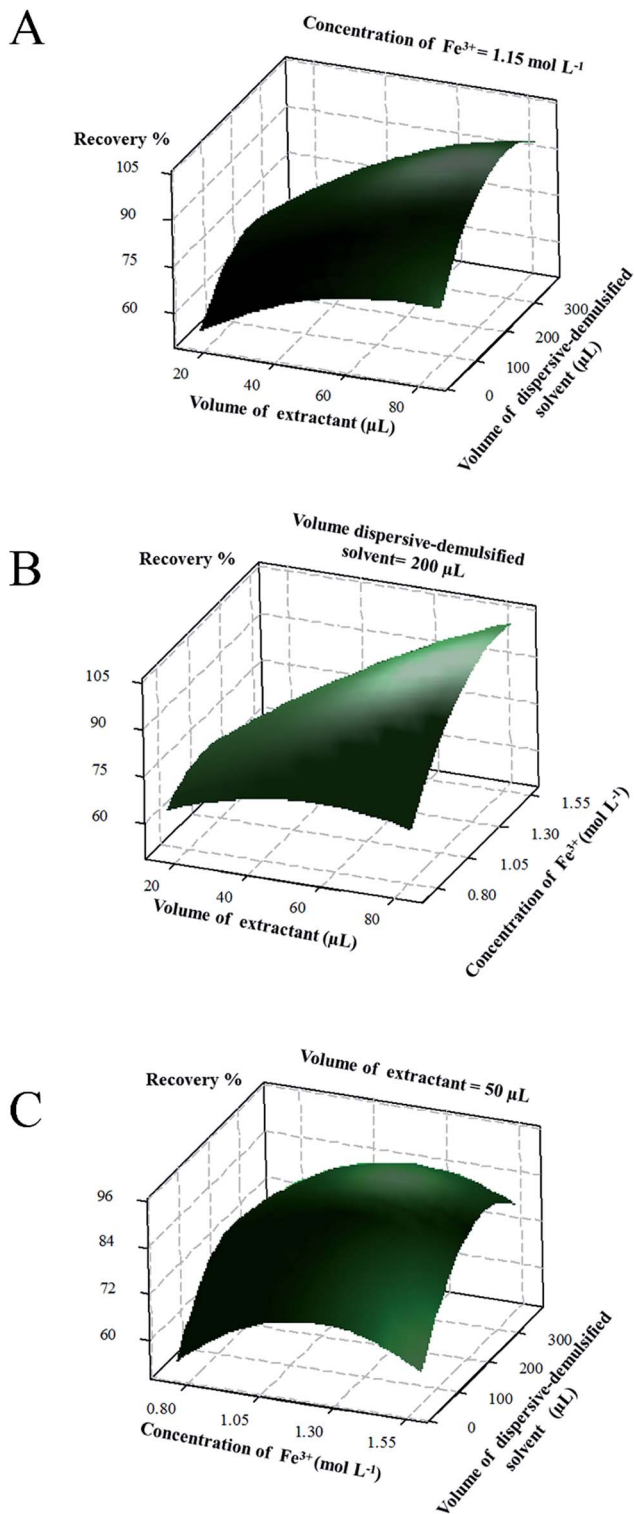 A
Concentration of Fe³⁺= 1.15 mol L⁻¹
Recovery %
105
90
75
60
20
40
60
80
Volume of extractant (µL)
0
100
200
300
Volume of dispersive-demulsified
solvent (µL)
B
Volume dispersive-demulsified
solvent= 200 µL
Recovery %
105
90
75
60
20
40
60
80
Volume of extractant (µL)
0.80
1.05
1.30
1.55
Concentration of Fe³⁺ (mol L⁻¹)
C
Volume of extractant = 50 µL
Recovery %
96
84
72
60
0.80
1.05
1.30
1.55
Concentration of Fe³⁺ (mol L⁻¹)
0
100
200
300
Volume of dispersive-demulsified
solvent (µL)